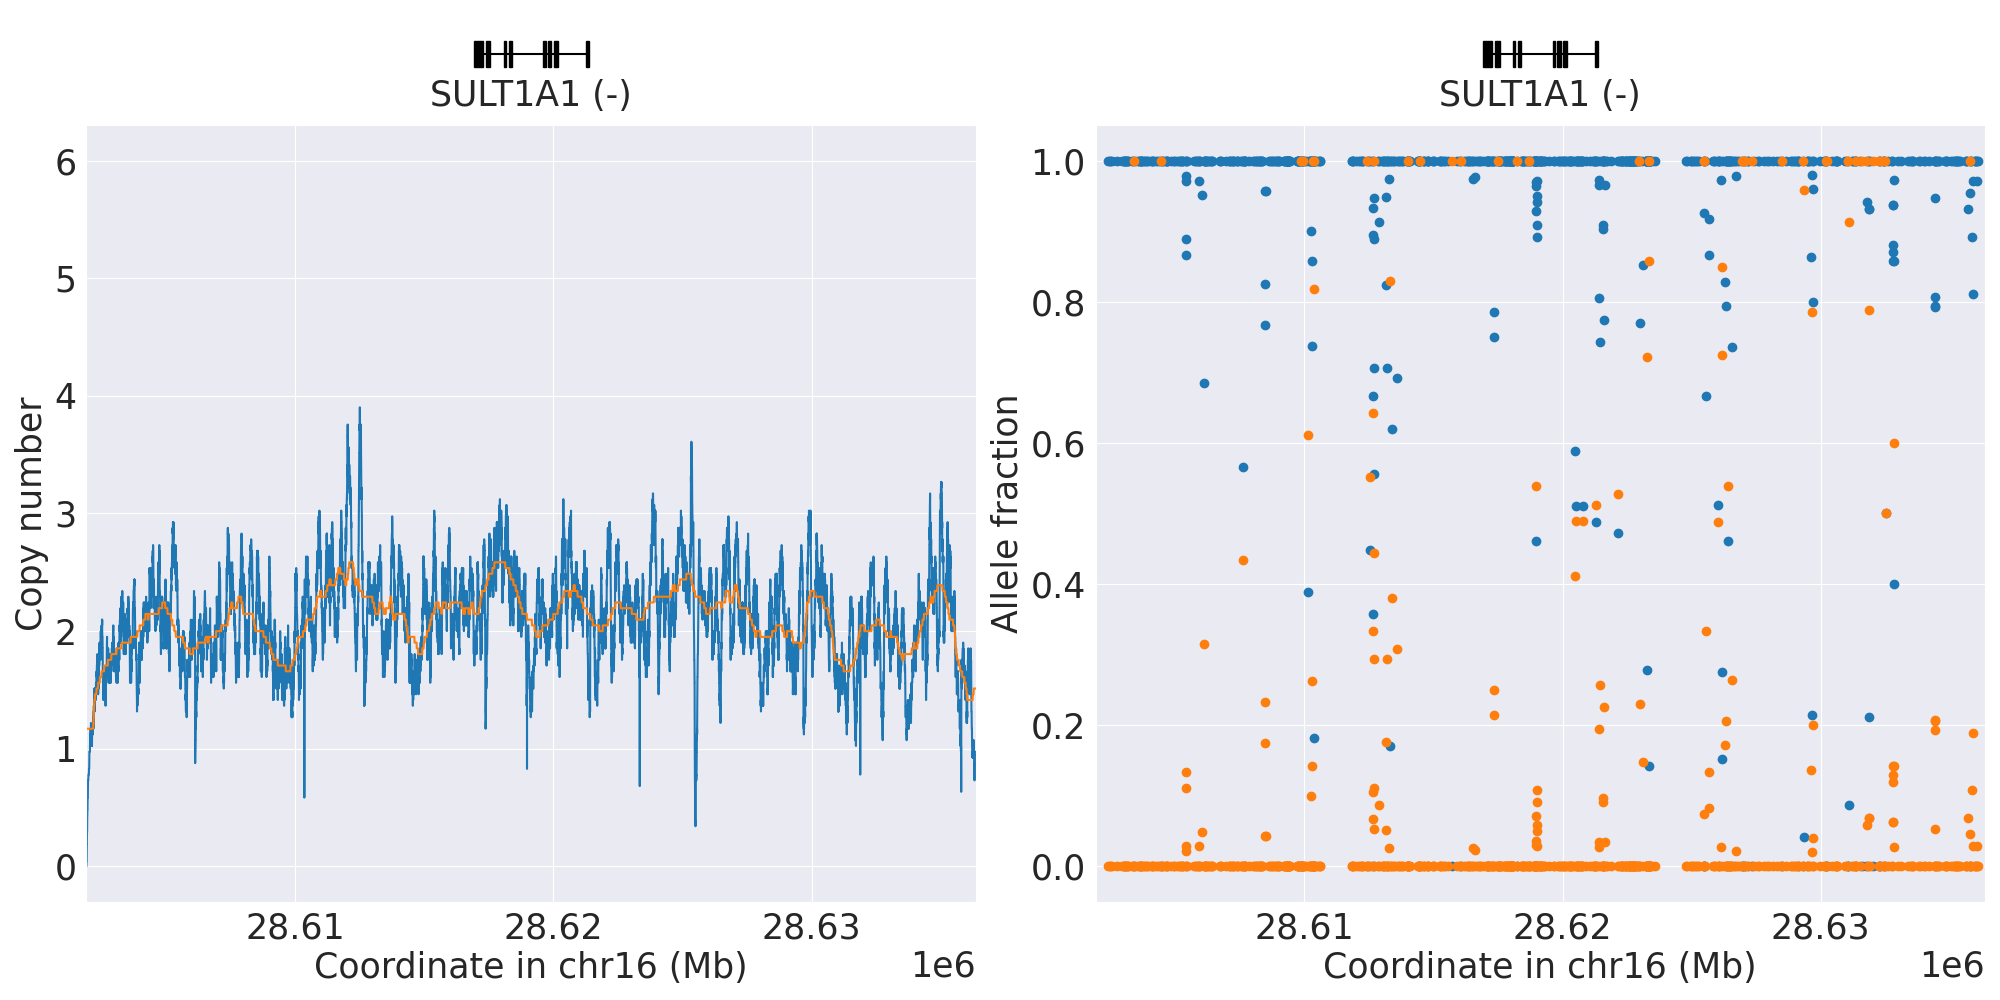 SULT1A1 (-)
6
5
4
3
2
1
0
Copy number
28.61
28.62
28.63
Coordinate in chr16 (Mb)
1e6
SULT1A1 (-)
1.0
0.8
0.6
0.4
0.2
0.0
Allele fraction
28.61
28.62
28.63
Coordinate in chr16 (Mb)
1e6